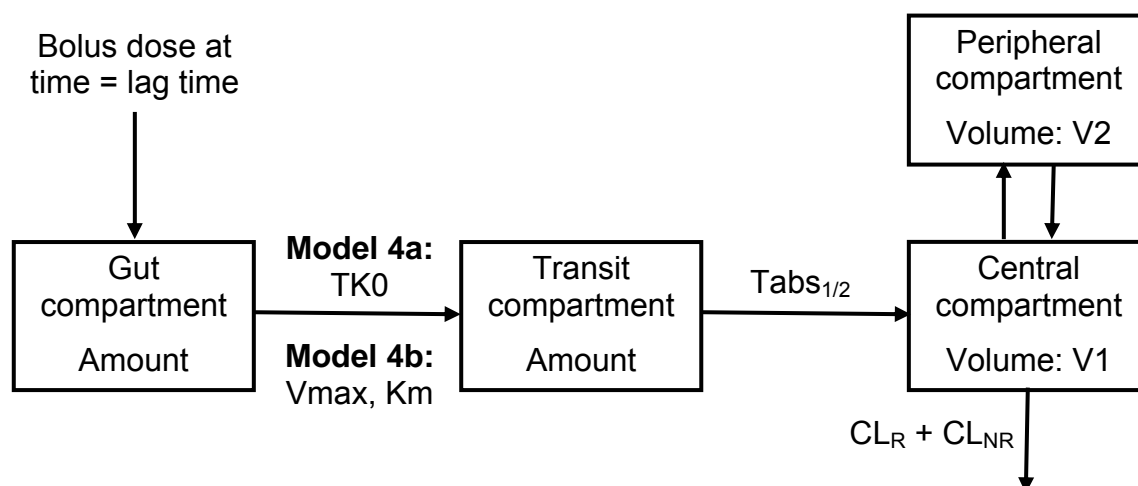 Bolus dose at
time = lag time
Gut
compartment
Amount
Model 4a:
TK0
Model 4b:
Vmax, Km
Transit
compartment
Amount
Tabs1/2
Peripheral
compartment
Volume: V2
Central
compartment
Volume: V1
CLR + CLNR